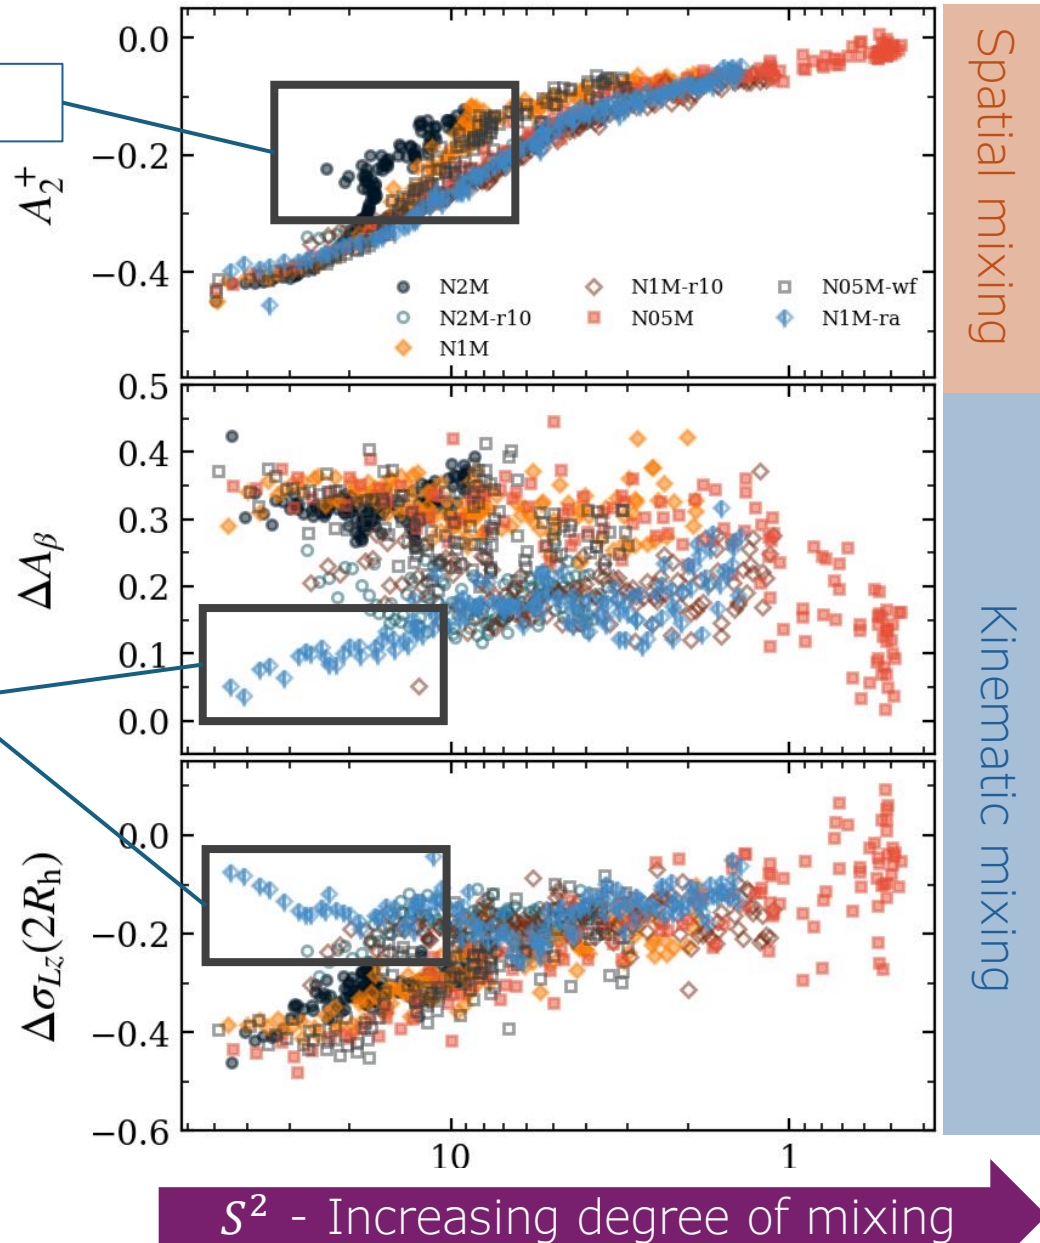 0.0
−0.2
−0.4
A₂⁺
N2M
N2M-r10
N1M
N1M-r10
N05M
N05M-wf
N1M-ra
Spatial mixing
0.5
0.4
0.3
0.2
0.1
0.0
ΔA_β
Kinematic mixing
0.0
−0.2
−0.4
−0.6
Δσ_{Lz}(2R_h)
10 1
S² - Increasing degree of mixing